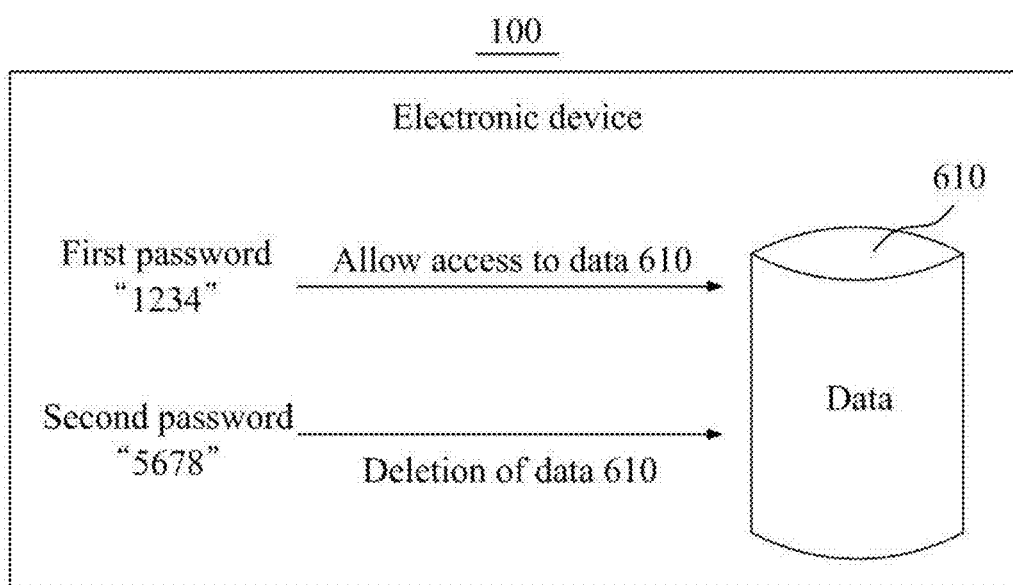 100
Electronic device
610
First password
“1234”
Allow access to data 610
Data
Second password
“5678”
Deletion of data 610